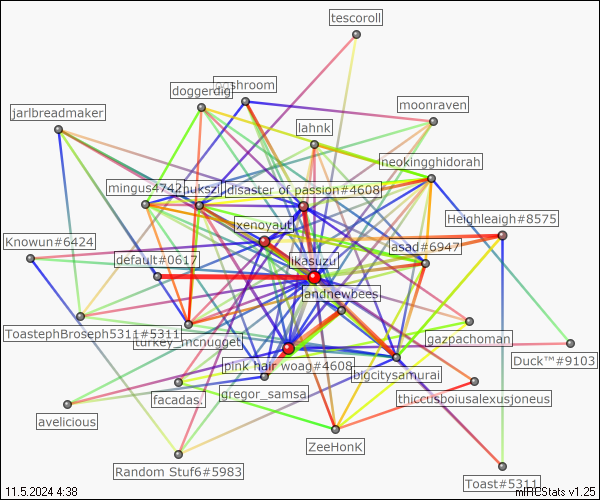 tescoroll
shroom
doggerdig
jarlbreadmaker
moonraven
lahnk
neokingghidorah
mingus4742
nukszi
disaster of passion#4608
Heighleaigh#8575
xenoyaut
Knowun#6424
asad#6947
default#0617
ikasuzu
andnewbees
ToastephBroseph5311#5311
turkey_mcnugget
gazpachoman
Duck™#9103
pink hair woag#4608
bigcitysamurai
facadas.
gregor_samsa
thiccusboiusalexusjoneus
avelicious
ZeeHonK
Random Stuf6#5983
Toast#5311
11.5.2024 4:38
mIRCStats v1.25